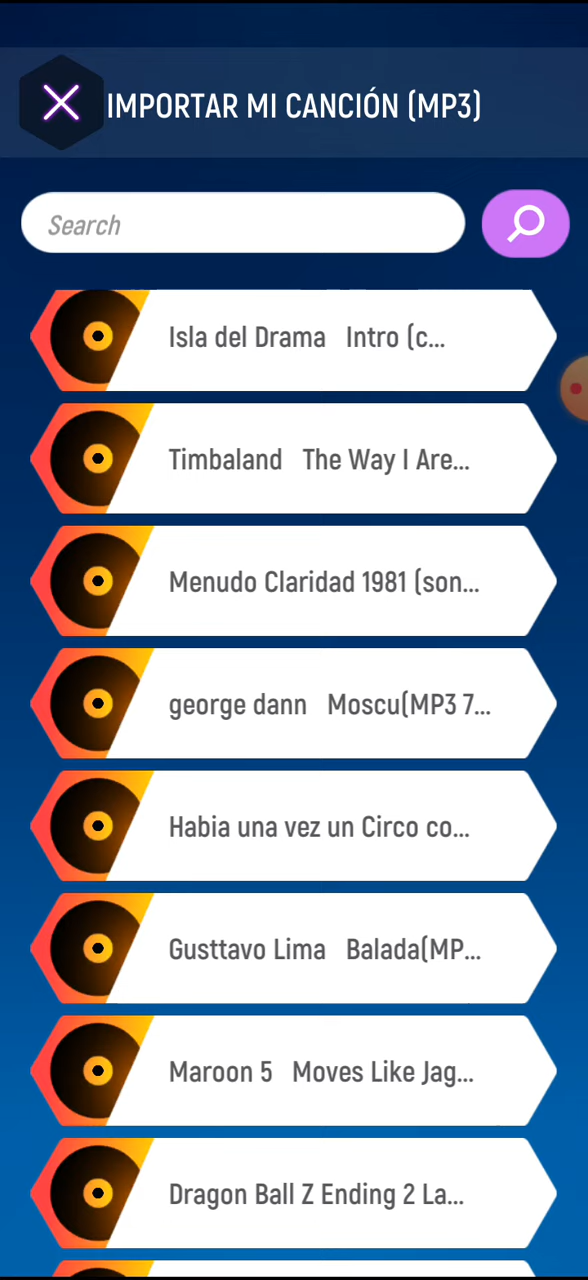 IMPORTAR MI CANCIÓN (MP3)
Search
Isla del Drama   Intro (c...
Timbaland   The Way I Are...
Menudo Claridad 1981 (son...
george dann   Moscu(MP3 7...
Habia una vez un Circo co...
Gusttavo Lima   Balada(MP...
Maroon 5   Moves Like Jag...
Dragon Ball Z Ending 2 La...